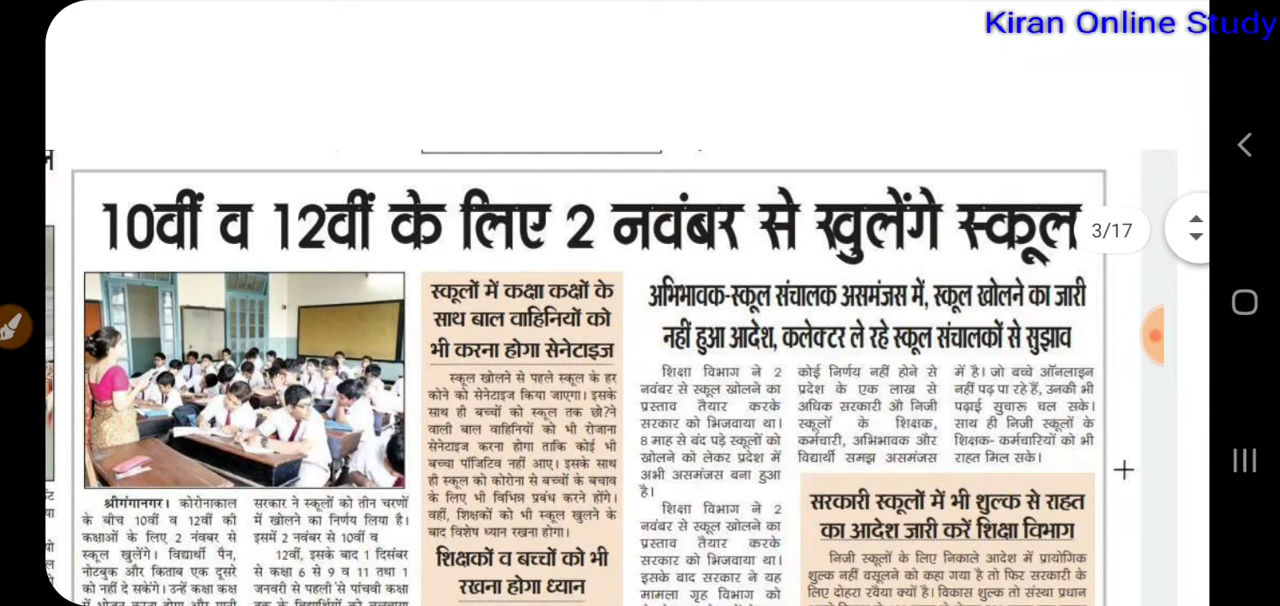 Kiran Online Study
3/17
10वीं व 12वीं के लिए 2 नवंबर से खुलेंगे स्कूल
स्कूलों में कक्षा कक्षों के
साथ बाल वाहिनियों को
भी करना होगा सेनेटाइज
स्कूल खोलने से पहले स्कूल के हर
कोने को सेनेटाइज किया जाएगा। इसके
साथ ही बच्चों को स्कूल तक छो?ने
वाली बाल वाहिनियों को भी रोजाना
सेनेटाइज करना होगा ताकि कोई भी
बच्चा पॉजिटिव नहीं आए। इसके साथ
ही स्कूल को कोरोना से बच्चों के बचाव
के लिए भी विभिन्न प्रबंध करने होंगे।
वहीं, शिक्षकों को भी स्कूल खुलने के
बाद विशेष ध्यान रखना होगा।
शिक्षकों व बच्चों को भी
रखना होगा ध्यान
श्रीगंगानगर। कोरोनाकाल
के बीच 10वीं व 12वीं की
कक्षाओं के लिए 2 नवंबर से
स्कूल खुलेंगे। विद्यार्थी पैन,
नोटबुक और किताब एक दूसरे
को नहीं दे सकेंगे। उन्हें कक्षा कक्ष
सरकार ने स्कूलों को तीन चरणों
में खोलने का निर्णय लिया है।
इसमें 2 नवंबर से 10वीं व
12वीं, इसके बाद 1 दिसंबर
से कक्षा 6 से 9 व 11 तथा 1
जनवरी से पहली से पांचवी कक्षा
अभिभावक-स्कूल संचालक असमंजस में, स्कूल खोलने का जारी
नहीं हुआ आदेश, कलेक्टर ले रहे स्कूल संचालकों से सुझाव
शिक्षा विभाग ने 2
नवंबर से स्कूल खोलने का
प्रस्ताव तैयार करके
सरकार को भिजवाया था।
8 माह से बंद पड़े स्कूलों को
खोलने को लेकर प्रदेश में
अभी असमंजस बना हुआ
है।
शिक्षा विभाग ने 2
नवंबर से स्कूल खोलने का
प्रस्ताव तैयार करके
सरकार को भिजवाया था।
इसके बाद सरकार ने यह
मामला गृह विभाग को
कोई निर्णय नहीं होने से
प्रदेश के एक लाख से
अधिक सरकारी औ निजी
स्कूलों के शिक्षक,
कर्मचारी, अभिभावक और
विद्यार्थी समझ असमंजस
में है। जो बच्चे ऑनलाइन
नहीं पढ़ पा रहे हैं, उनकी भी
पढ़ाई सुचारू चल सके।
साथ ही निजी स्कूलों के
शिक्षक- कर्मचारियों को भी
राहत मिल सके।
सरकारी स्कूलों में भी शुल्क से राहत
का आदेश जारी करें शिक्षा विभाग
निजी स्कूलों के लिए निकाले आदेश में प्रायोगिक
शुल्क नहीं वसूलने को कहा गया है तो फिर सरकारी के
लिए दोहरा रवैया क्यों है। विकास शुल्क तो संस्था प्रधान